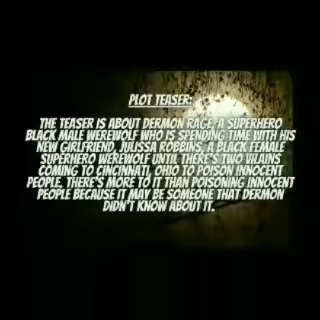 PLOT TEASER:
THE TEASER IS ABOUT DERMON RAGE, A SUPERHERO
BLACK MALE WEREWOLF WHO IS SPENDING TIME WITH HIS
NEW GIRLFRIEND, JULISSA ROBBINS, A BLACK FEMALE
SUPERHERO WEREWOLF UNTIL THERE'S TWO VILAINS
COMING TO CINCINNATI, OHIO TO POISON INNOCENT
PEOPLE, THERE'S MORE TO IT THAN POISONING INNOCENT
PEOPLE BECAUSE IT MAY BE SOMEONE THAT DERMON
DIDN'T KNOW ABOUT IT.